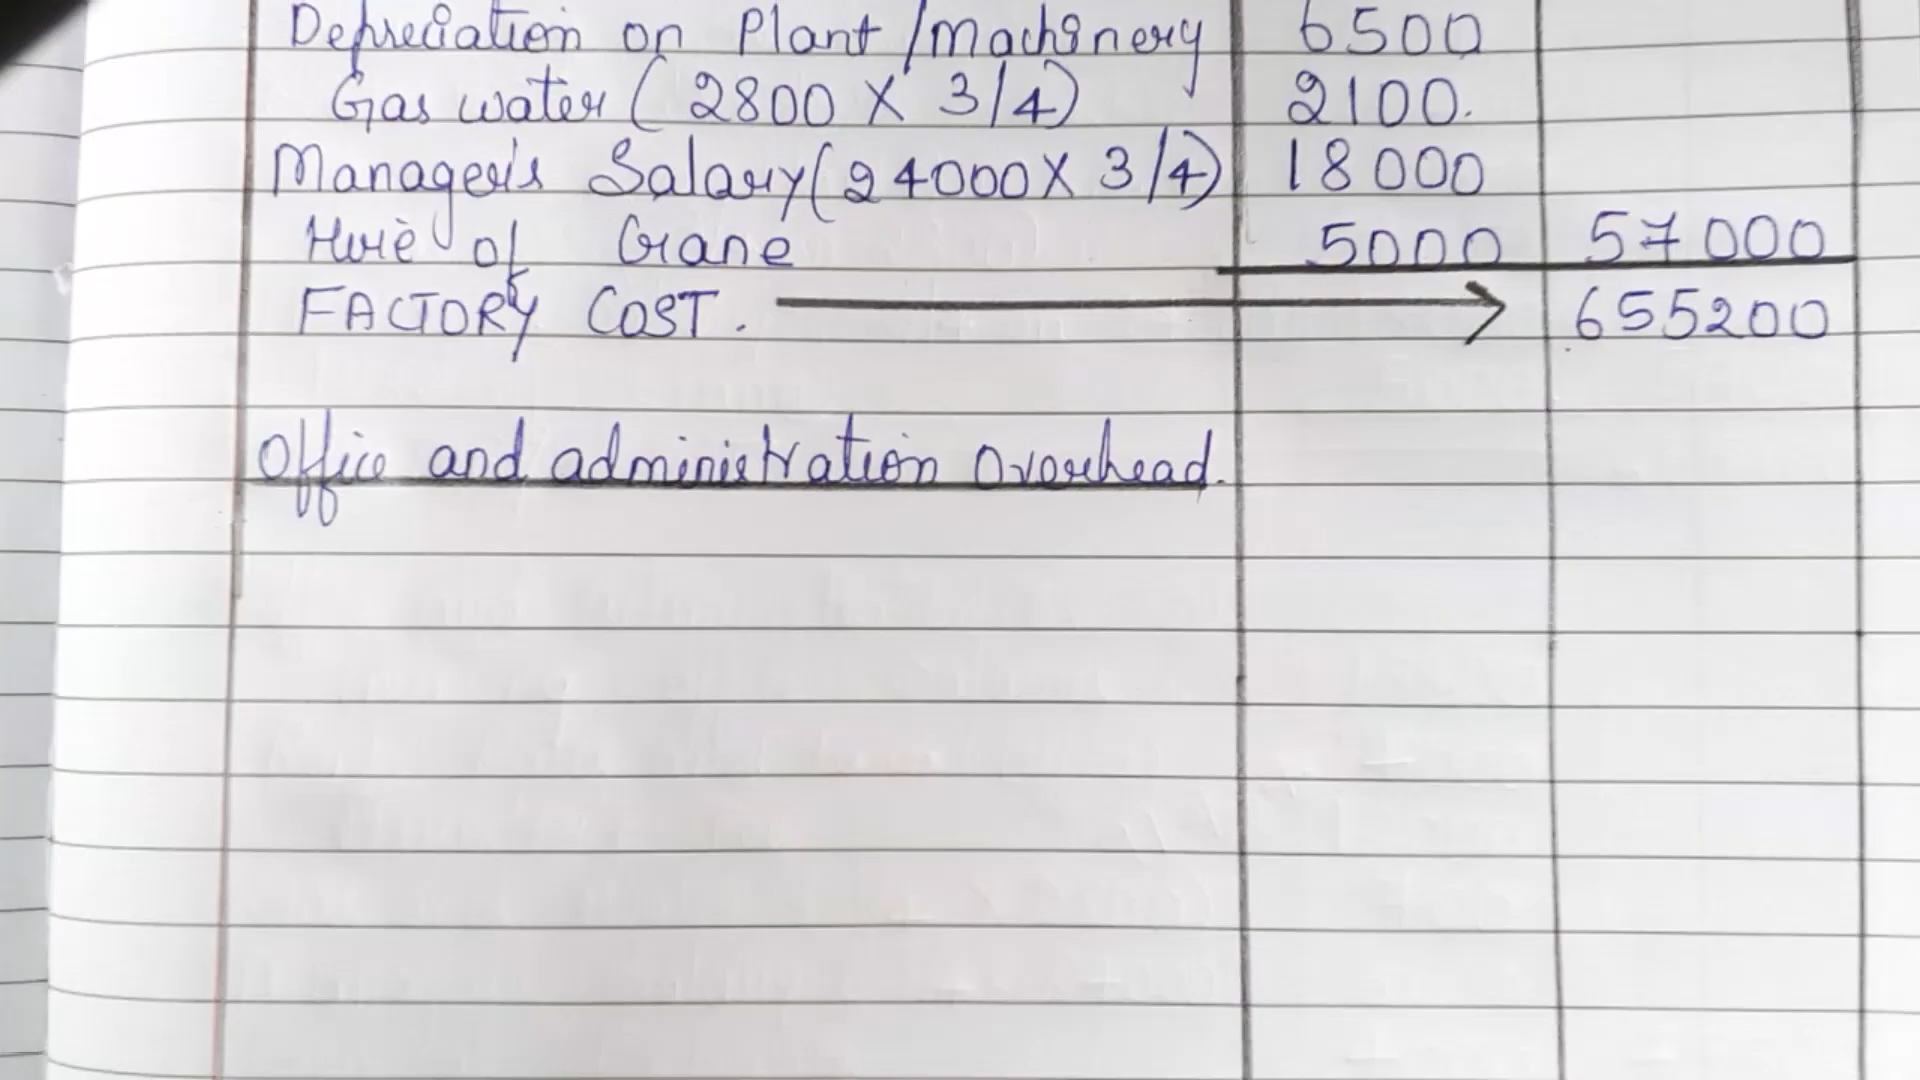 Depreciation on Plant/machinery 6500
Gas water (2800 X 3/4) 2100.
Manager's Salary (24000X 3/4) 18000
Hire of Crane 5000 57000
FACTORY COST. 655200
Office and administration Overhead.